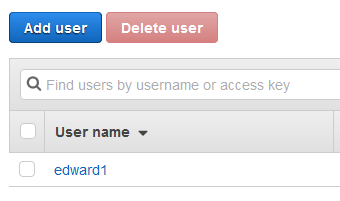 Add user Delete user
Find users by username or access key
User name
edward1